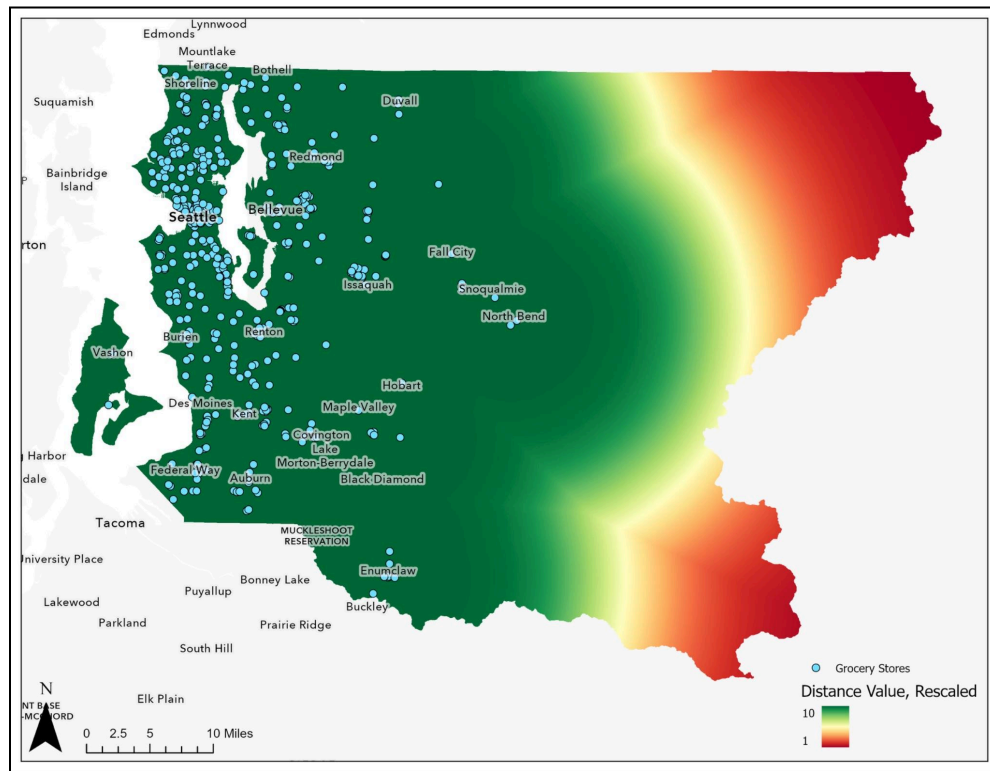 Lynnwood
Edmonds
Mountlake
Terrace
Bothell
Shoreline
Suquamish
Duvall
Redmond
Bainbridge
Island
Seattle
Bellevue
rton
Fall City
Issaquah
Snoqualmie
North Bend
Burien
Renton
Vashon
Hobart
Des Moines
Kent
Maple Valley
Covington
Lake
Morton-Berrydale
Harbor
dale
Federal Way
Auburn
Black Diamond
Tacoma
MUCKLESHOOT
RESERVATION
University Place
Enumclaw
Bonney Lake
Puyallup
Buckley
Lakewood
Parkland
Prairie Ridge
South Hill
Grocery Stores
Distance Value, Rescaled
10
1
N
Elk Plain
NT BASE
-MCCHORD
0 2.5 5 10 Miles